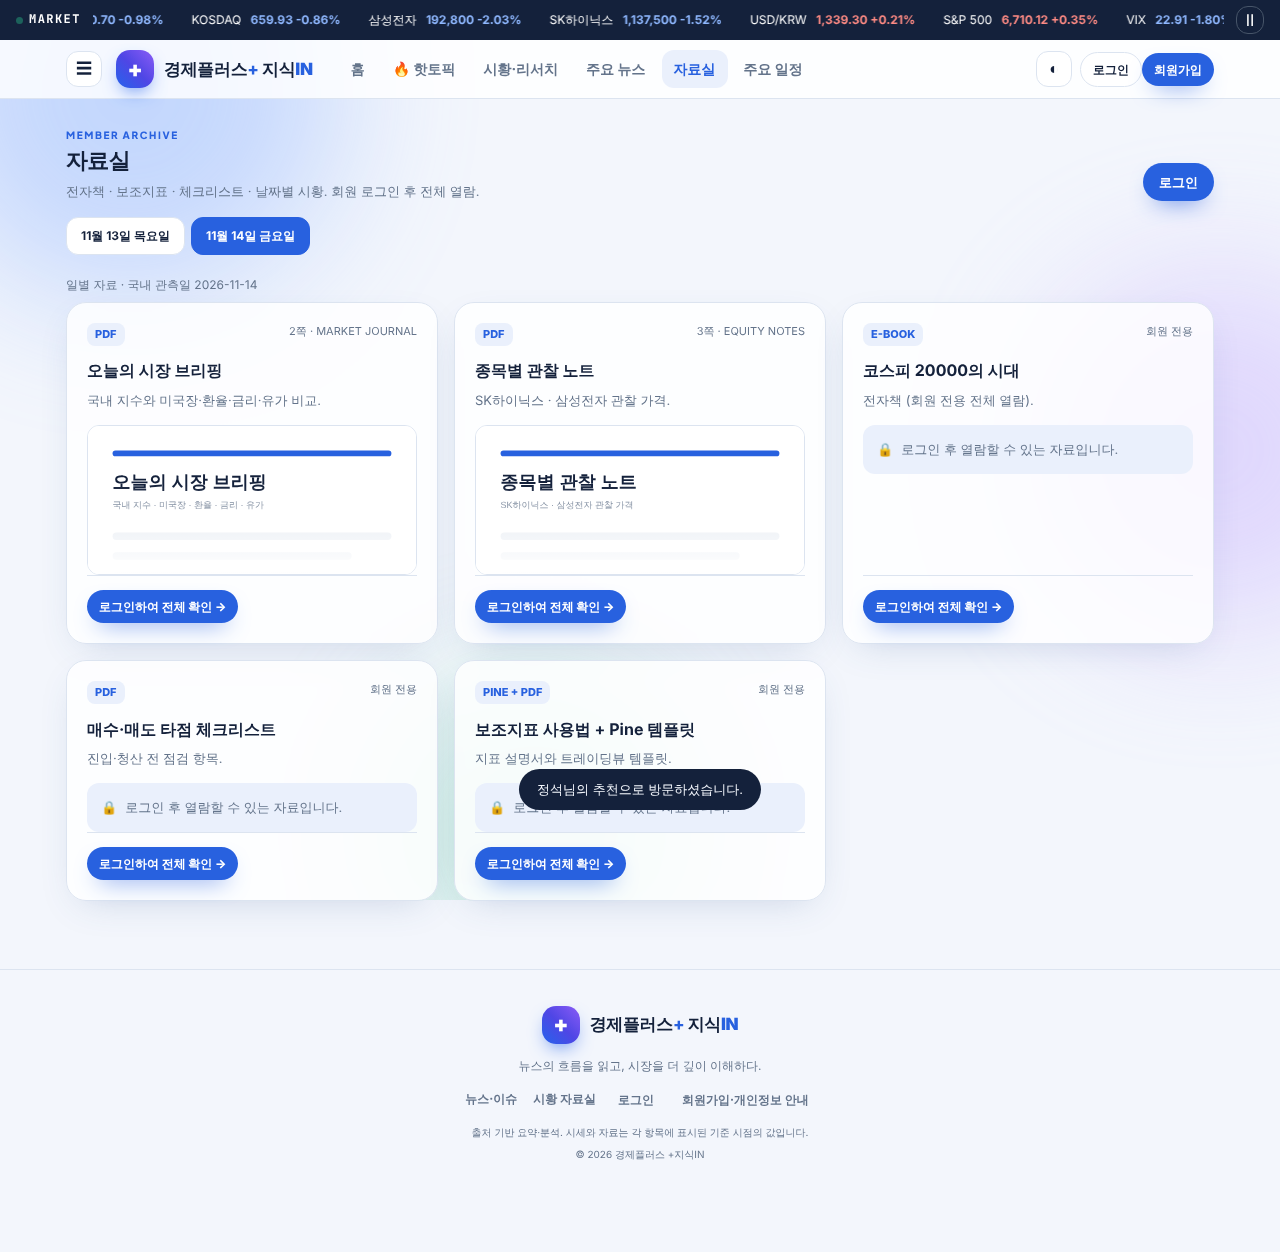 MARKET 0.70 -0.98% KOSDAQ 659.93 -0.86% 삼성전자 192,800 -2.03% SK하이닉스 1,137,500 -1.52% USD/KRW 1,339.30 +0.21% S&P 500 6,710.12 +0.35% VIX 22.91 -1.80%
경제플러스+ 지식IN 홈 🔥 핫토픽 시황·리서치 주요 뉴스 자료실 주요 일정 로그인 회원가입
MEMBER ARCHIVE
자료실
전자책 · 보조지표 · 체크리스트 · 날짜별 시황. 회원 로그인 후 전체 열람.
로그인
11월 13일 목요일 11월 14일 금요일
일별 자료 · 국내 관측일 2026-11-14
PDF 2쪽 · MARKET JOURNAL
오늘의 시장 브리핑
국내 지수와 미국장·환율·금리·유가 비교.
오늘의 시장 브리핑
국내 지수 · 미국장 · 환율 · 금리 · 유가
로그인하여 전체 확인 →
PDF 3쪽 · EQUITY NOTES
종목별 관찰 노트
SK하이닉스 · 삼성전자 관찰 가격.
종목별 관찰 노트
SK하이닉스 · 삼성전자 관찰 가격
로그인하여 전체 확인 →
E-BOOK 회원 전용
코스피 20000의 시대
전자책 (회원 전용 전체 열람).
🔒 로그인 후 열람할 수 있는 자료입니다.
로그인하여 전체 확인 →
PDF 회원 전용
매수·매도 타점 체크리스트
진입·청산 전 점검 항목.
🔒 로그인 후 열람할 수 있는 자료입니다.
로그인하여 전체 확인 →
PINE + PDF 회원 전용
보조지표 사용법 + Pine 템플릿
지표 설명서와 트레이딩뷰 템플릿.
정석님의 추천으로 방문하셨습니다.
로그인하여 전체 확인 →
경제플러스+ 지식IN
뉴스의 흐름을 읽고, 시장을 더 깊이 이해하다.
뉴스·이슈 시황 자료실 로그인 회원가입·개인정보 안내
출처 기반 요약·분석. 시세와 자료는 각 항목에 표시된 기준 시점의 값입니다.
© 2026 경제플러스 +지식IN